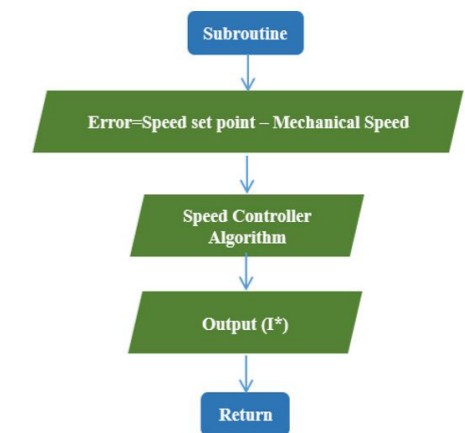 Subroutine
Error=Speed set point – Mechanical Speed
Speed Controller
Algorithm
Output (I*)
Return